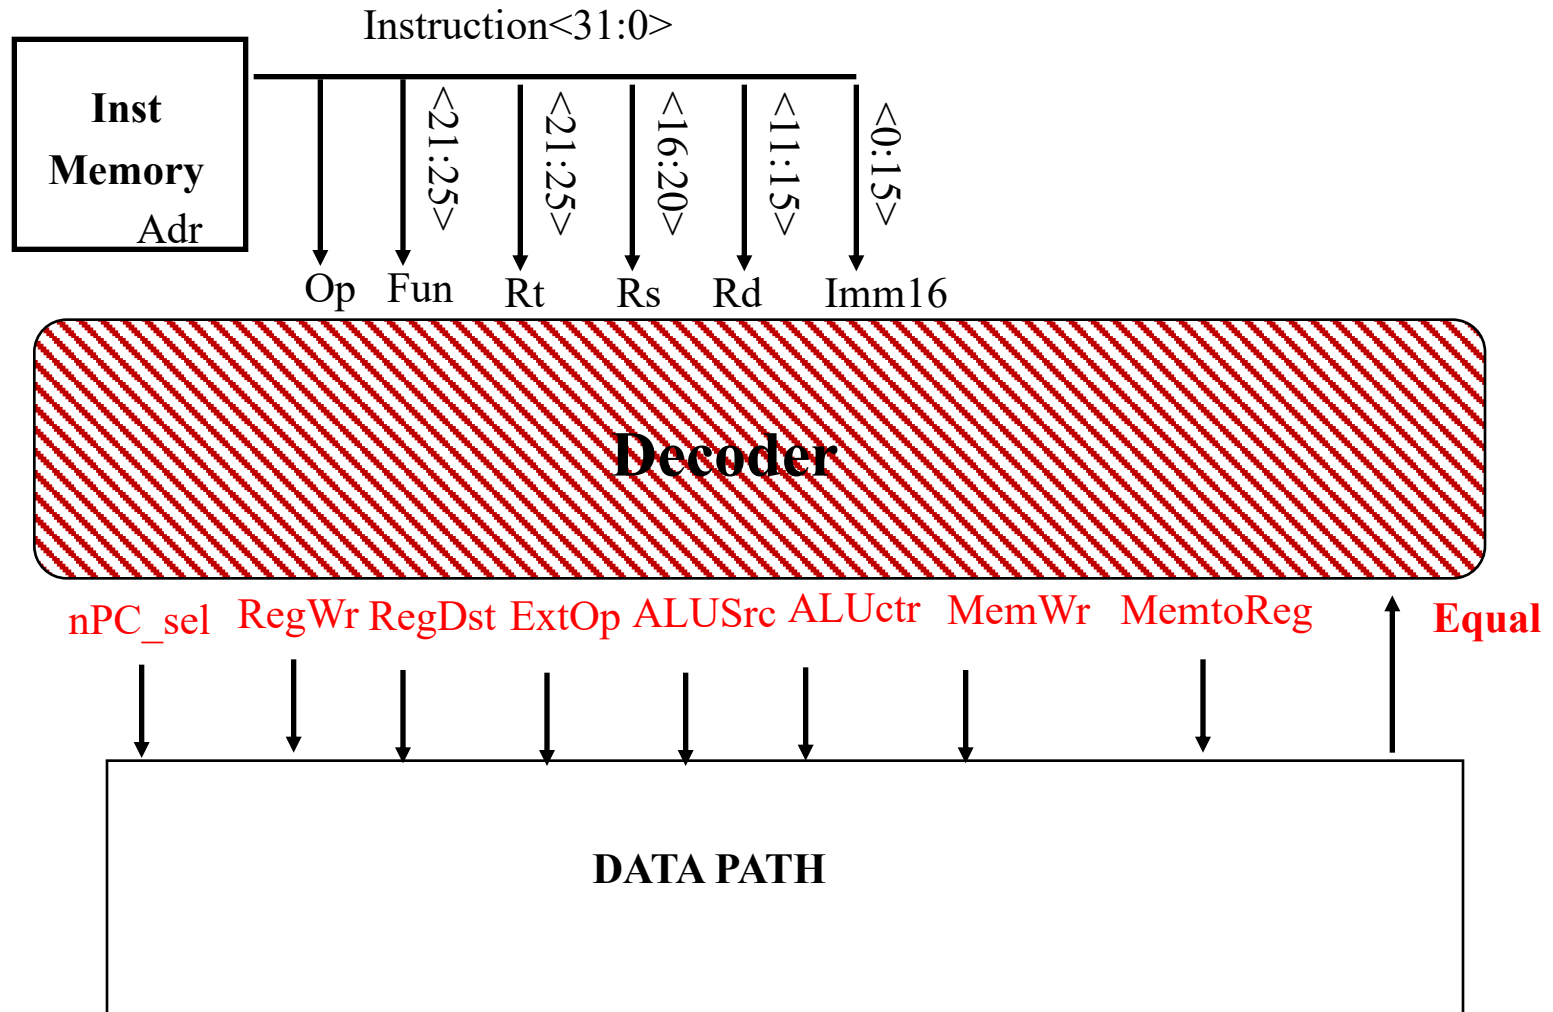 Instruction<31:0>
Inst
Memory
Adr
<21:25>
<21:25>
<16:20>
<11:15>
<0:15>
Op Fun Rt Rs Rd Imm16
Decoder
nPC_sel RegWr RegDst ExtOp ALUSrc ALUctr MemWr MemtoReg Equal
DATA PATH